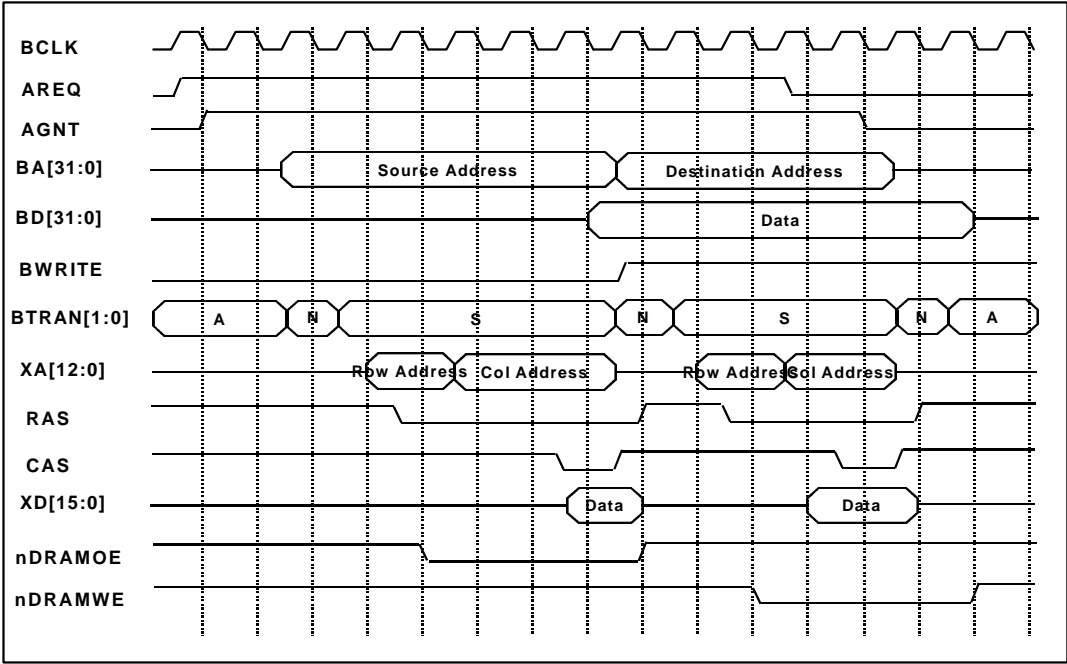 BCLK
AREQ
AGNT
BA[31:0] Source Address Destination Address
BD[31:0] Data
BWRITE
BTRAN[1:0] A N S N S N A
XA[12:0] Row Address Col Address Row Address Col Address
RAS
CAS
XD[15:0] Data Data
nDRAMOE
nDRAMWE